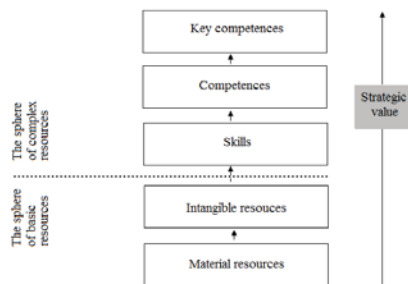 Key competences
Competences
Strategic
value
The sphere
of complex
resources
Skills
The sphere
of basic
resources
Intangible resouces
Material resources